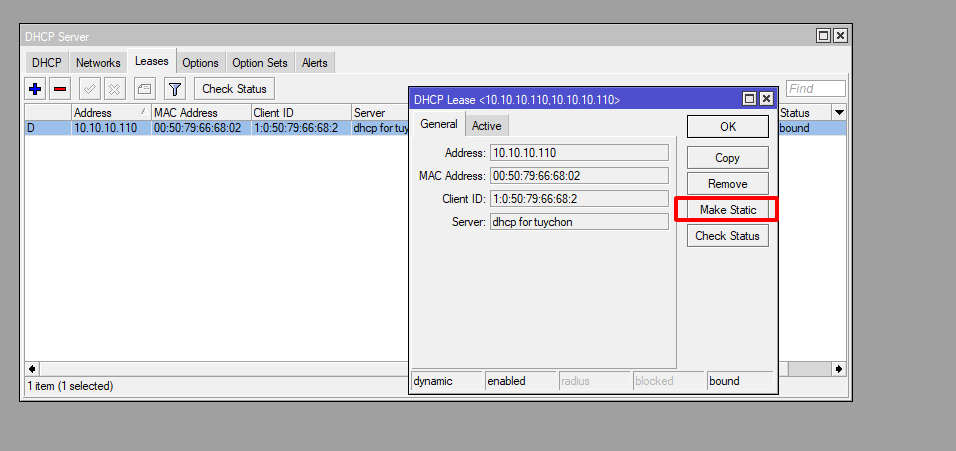 DHCP Server
DHCP Networks Leases Options Option Sets Alerts
Check Status Find
Address / MAC Address Client ID Server Status
D 10.10.10.110 00:50:79:66:68:02 1:0:50:79:66:68:2 dhcp for tuy bound
1 item (1 selected)
DHCP Lease <10.10.10.110,10.10.10.110>
General Active
Address: 10.10.10.110
MAC Address: 00:50:79:66:68:02
Client ID: 1:0:50:79:66:68:2
Server: dhcp for tuychon
OK
Copy
Remove
Make Static
Check Status
dynamic enabled radius blocked bound